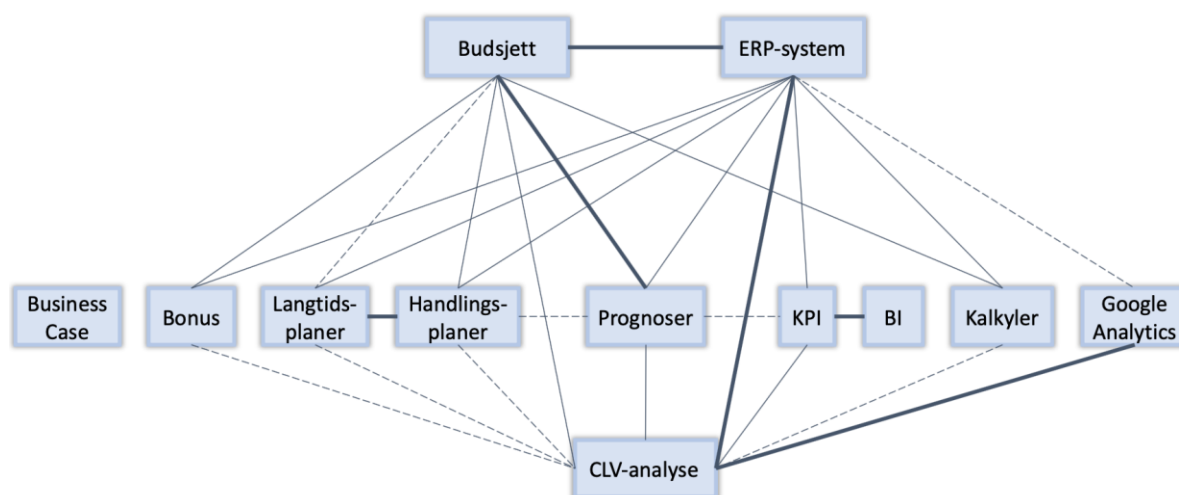 Budsjett
ERP-system
Business
Case
Bonus
Langtids-
planer
Handlings-
planer
Prognoser
KPI
BI
Kalkyler
Google
Analytics
CLV-analyse